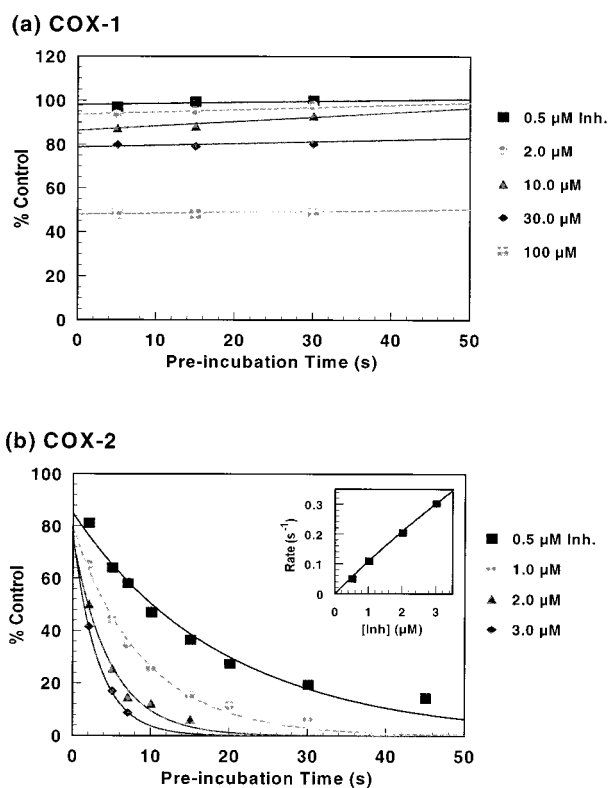 (a) COX-1
120
100
80
60
40
20
0
% Control
0 10 20 30 40 50
Pre-incubation Time (s)
0.5 µM Inh.
2.0 µM
10.0 µM
30.0 µM
100 µM
(b) COX-2
100
80
60
40
20
0
% Control
0 10 20 30 40 50
Pre-incubation Time (s)
0.3
0.2
0.1
0
Rate (s⁻¹)
0 1 2 3
[Inh] (µM)
0.5 µM Inh.
1.0 µM
2.0 µM
3.0 µM